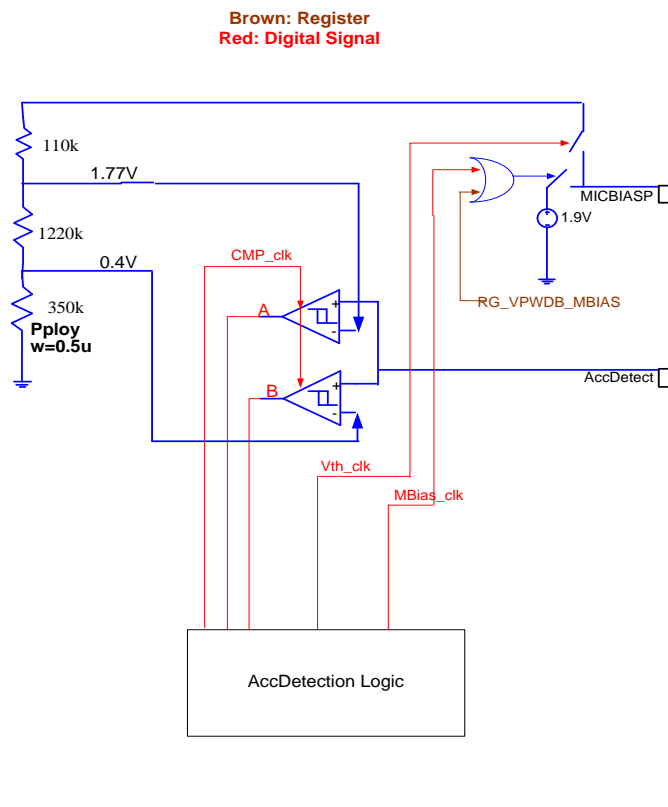 Brown: Register
Red: Digital Signal
110k
1.77V
MICBIASP
1220k
1.9V
CMP_clk
0.4V
RG_VPWDB_MBIAS
350k
A
+
-
Pploy
w=0.5u
AccDetect
B
+
-
Vth_clk
MBias_clk
AccDetection Logic